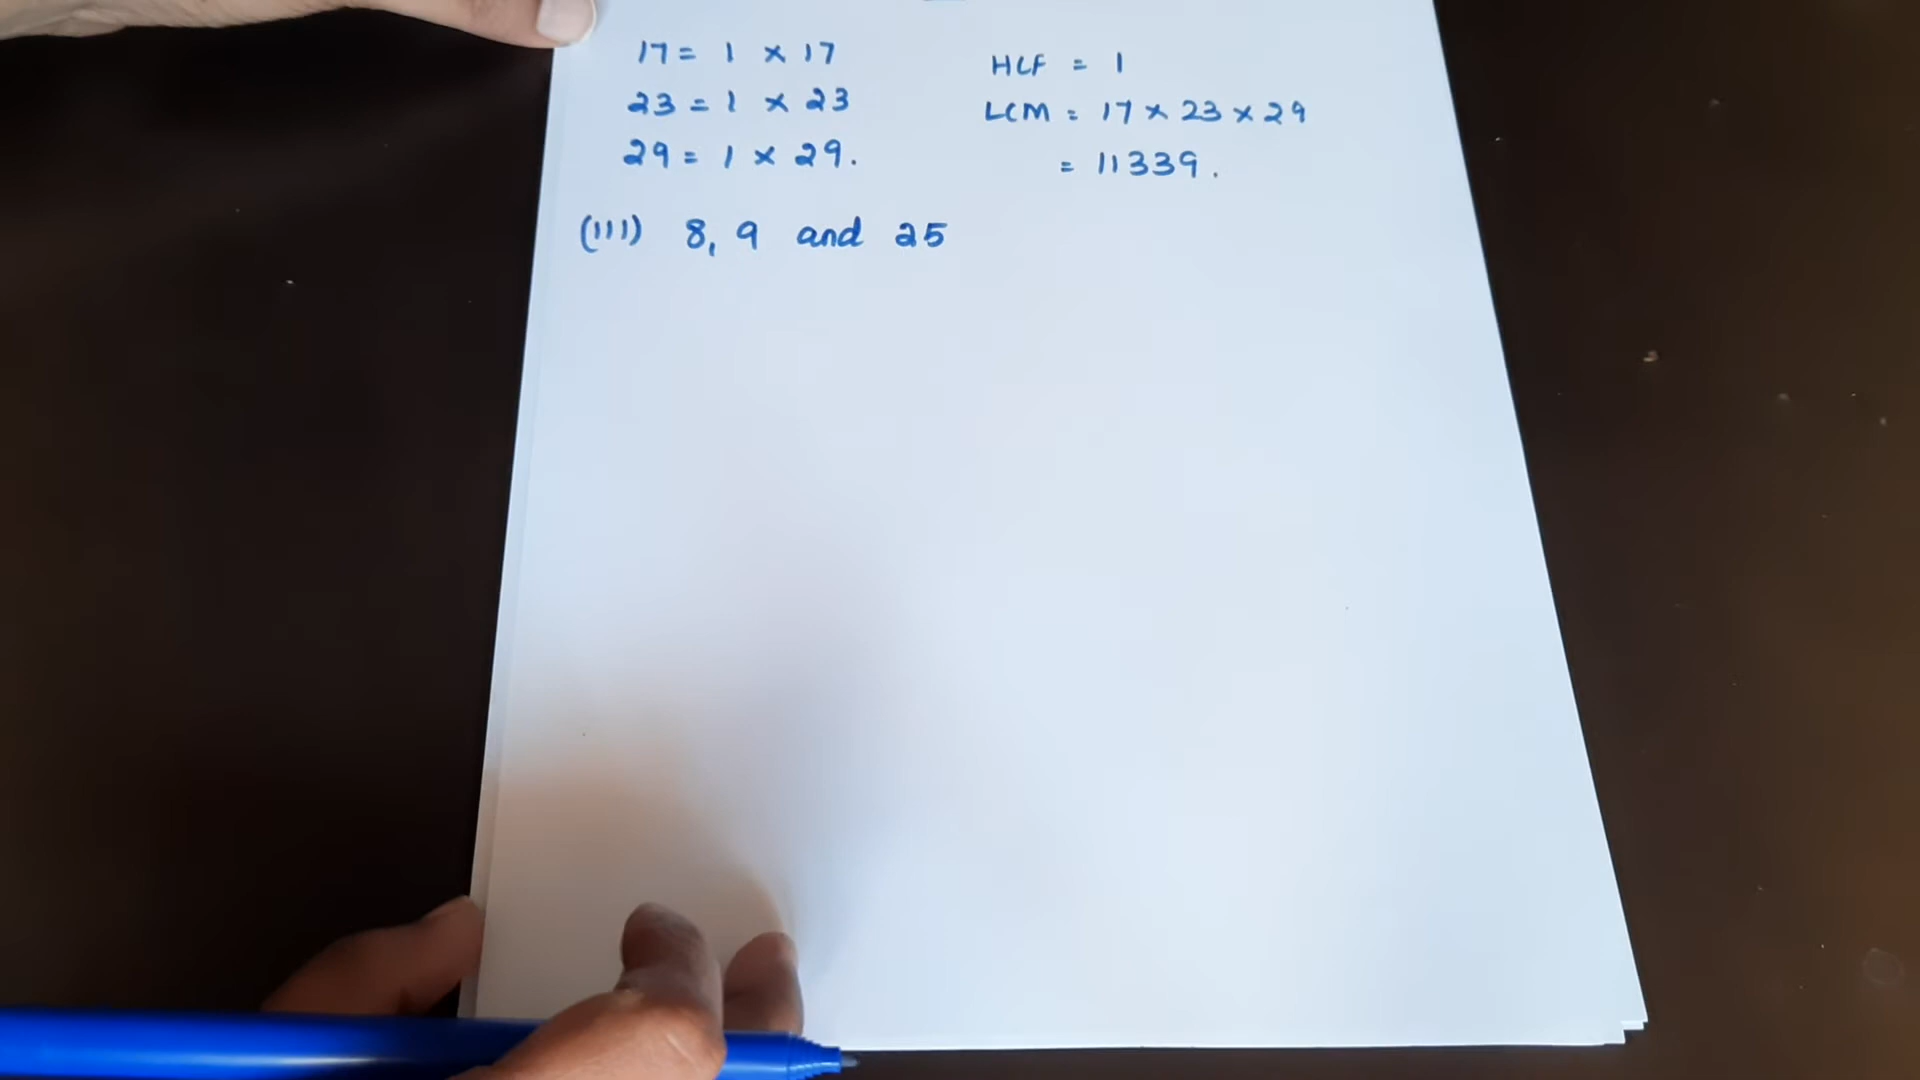 17 = 1 × 17
23 = 1 × 23
29 = 1 × 29.
HCF = 1
LCM = 17 × 23 × 29
= 11339.
(III) 8, 9 and 25